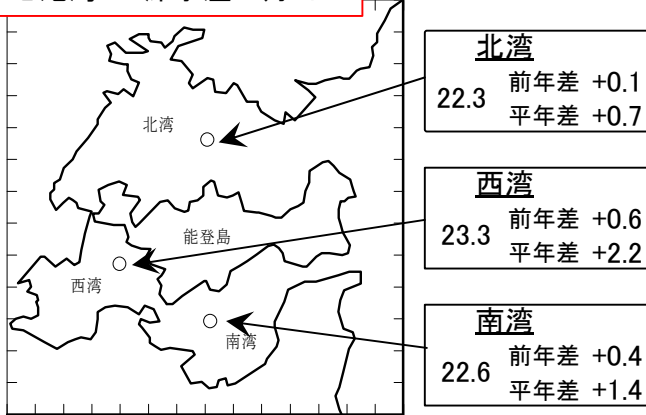 北湾
能登島
西湾
南湾
北湾
22.3
前年差 +0.1
平年差 +0.7
西湾
23.3
前年差 +0.6
平年差 +2.2
南湾
22.6
前年差 +0.4
平年差 +1.4